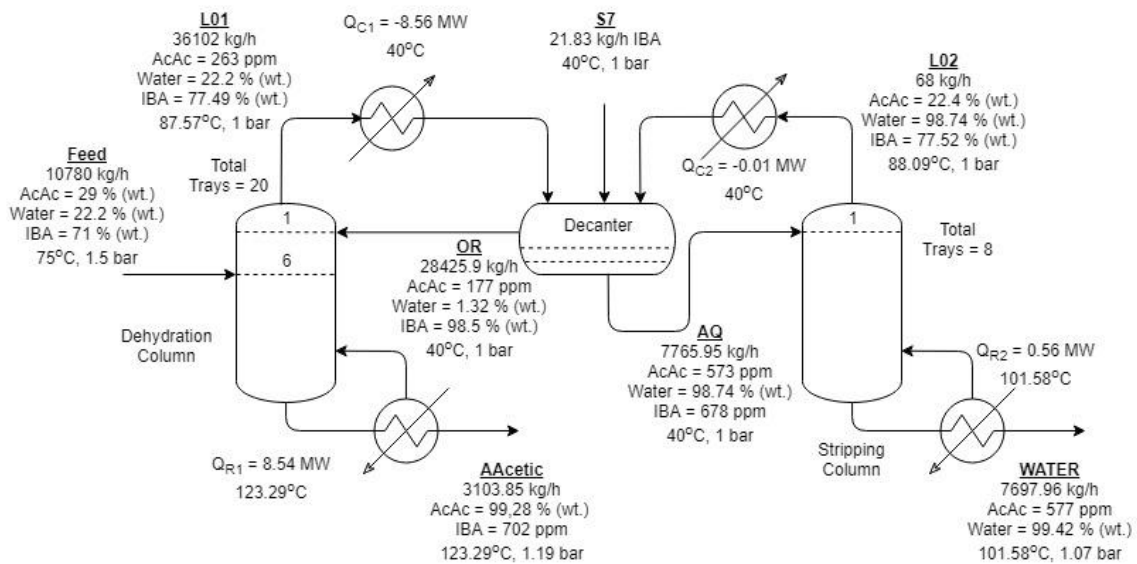 L01
36102 kg/h
AcAc = 263 ppm
Water = 22.2 % (wt.)
IBA = 77.49 % (wt.)
87.57°C, 1 bar
Q_C1 = -8.56 MW
40°C
S7
21.83 kg/h IBA
40°C, 1 bar
L02
68 kg/h
AcAc = 22.4 % (wt.)
Water = 98.74 % (wt.)
IBA = 77.52 % (wt.)
88.09°C, 1 bar
Q_C2 = -0.01 MW
40°C
Feed
10780 kg/h
AcAc = 29 % (wt.)
Water = 22.2 % (wt.)
IBA = 71 % (wt.)
75°C, 1.5 bar
Total
Trays = 20
1
6
Dehydration
Column
Decanter
OR
28425.9 kg/h
AcAc = 177 ppm
Water = 1.32 % (wt.)
IBA = 98.5 % (wt.)
40°C, 1 bar
1
Total
Trays = 8
AQ
7765.95 kg/h
AcAc = 573 ppm
Water = 98.74 % (wt.)
IBA = 678 ppm
40°C, 1 bar
Q_R2 = 0.56 MW
101.58°C
Stripping
Column
Q_R1 = 8.54 MW
123.29°C
AAcetic
3103.85 kg/h
AcAc = 99,28 % (wt.)
IBA = 702 ppm
123.29°C, 1.19 bar
WATER
7697.96 kg/h
AcAc = 577 ppm
Water = 99.42 % (wt.)
101.58°C, 1.07 bar